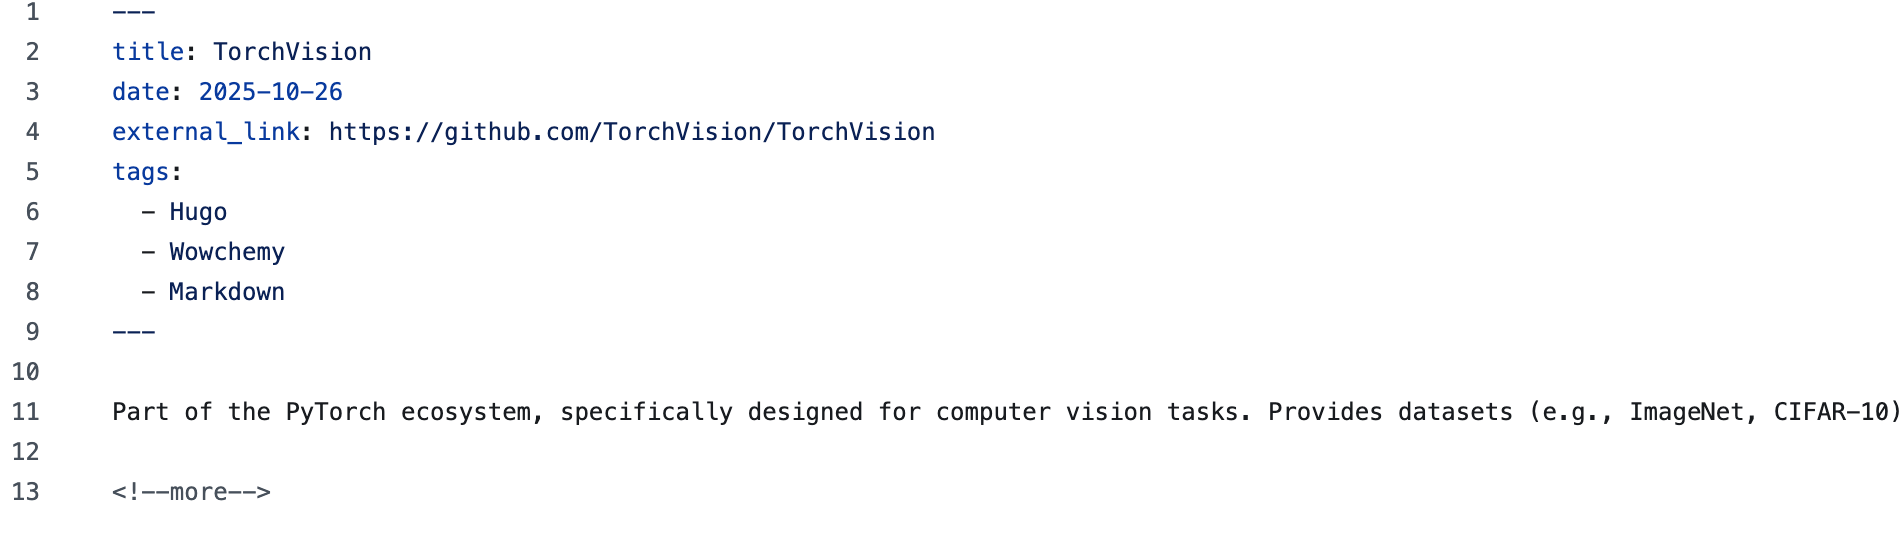 1 ---
2 title: TorchVision
3 date: 2025-10-26
4 external_link: https://github.com/TorchVision/TorchVision
5 tags:
6   - Hugo
7   - Wowchemy
8   - Markdown
9 ---
10
11 Part of the PyTorch ecosystem, specifically designed for computer vision tasks. Provides datasets (e.g., ImageNet, CIFAR-10)
12
13 <!--more-->